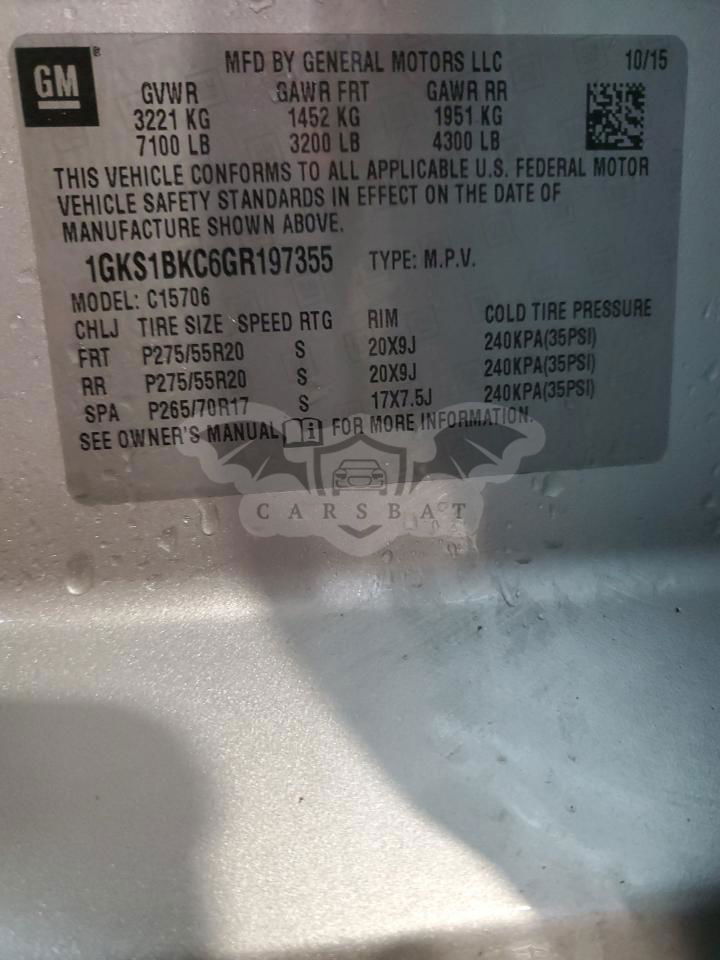 GM
MFD BY GENERAL MOTORS LLC 10/15
GVWR GAWR FRT GAWR RR
3221 KG 1452 KG 1951 KG
7100 LB 3200 LB 4300 LB
THIS VEHICLE CONFORMS TO ALL APPLICABLE U.S. FEDERAL MOTOR
VEHICLE SAFETY STANDARDS IN EFFECT ON THE DATE OF
MANUFACTURE SHOWN ABOVE.
1GKS1BKC6GR197355 TYPE: M.P.V.
MODEL: C15706
CHLJ TIRE SIZE SPEED RTG RIM COLD TIRE PRESSURE
FRT P275/55R20 S 20X9J 240KPA(35PSI)
RR P275/55R20 S 20X9J 240KPA(35PSI)
SPA P265/70R17 S 17X7.5J 240KPA(35PSI)
SEE OWNER'S MANUAL FOR MORE INFORMATION.
CARSBAT